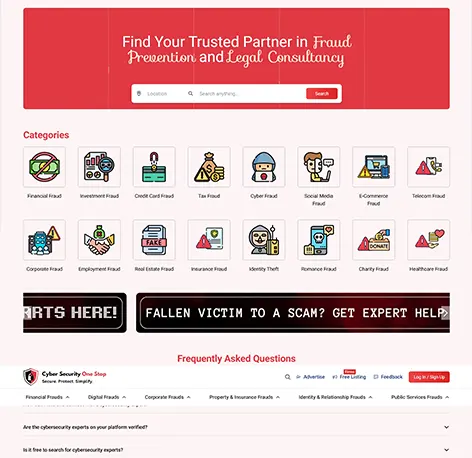 Find Your Trusted Partner in Fraud
Prevention and Legal Consultancy
Location
Search anything...
Search
Categories
Financial Fraud
Investment Fraud
Credit Card Fraud
Tax Fraud
Cyber Fraud
Social Media
Fraud
E-Commerce
Fraud
Telecom Fraud
Corporate Fraud
Employment Fraud
FAKE
Real Estate Fraud
Insurance Fraud
Identity Theft
Romance Fraud
DONATE
Charity Fraud
Healthcare Fraud
RTS HERE!
FALLEN VICTIM TO A SCAM? GET EXPERT HELP
Frequently Asked Questions
Cyber Security One Stop
Secure. Protect. Simplify.
Advertise
Free Listing
Feedback
Log In / Sign Up
Financial Frauds
Digital Frauds
Corporate Frauds
Property & Insurance Frauds
Identity & Relationship Frauds
Public Services Frauds
Are the cybersecurity experts on your platform verified?
Is it free to search for cybersecurity experts?